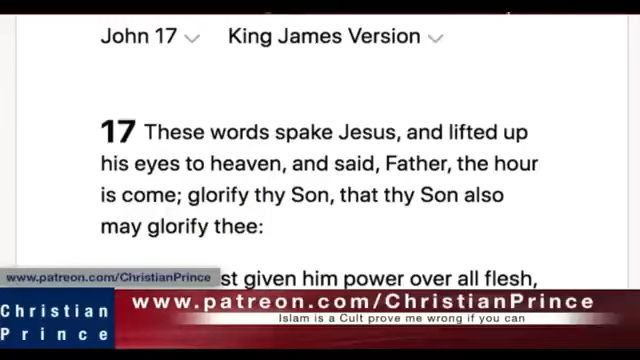 John 17 King James Version
17 These words spake Jesus, and lifted up
his eyes to heaven, and said, Father, the hour
is come; glorify thy Son, that thy Son also
may glorify thee:
www.patreon.com/ChristianPrince
st given him power over all flesh,
Christian
Prince
www.patreon.com/ChristianPrince
Islam is a Cult prove me wrong if you can